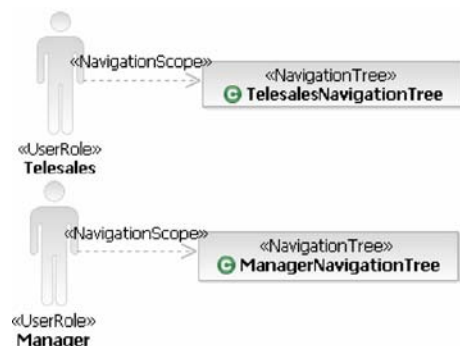 «NavigationScope»
«NavigationTree»
C TelesalesNavigationTree
«UserRole»
Telesales
«NavigationScope»
«NavigationTree»
C ManagerNavigationTree
«UserRole»
Manager